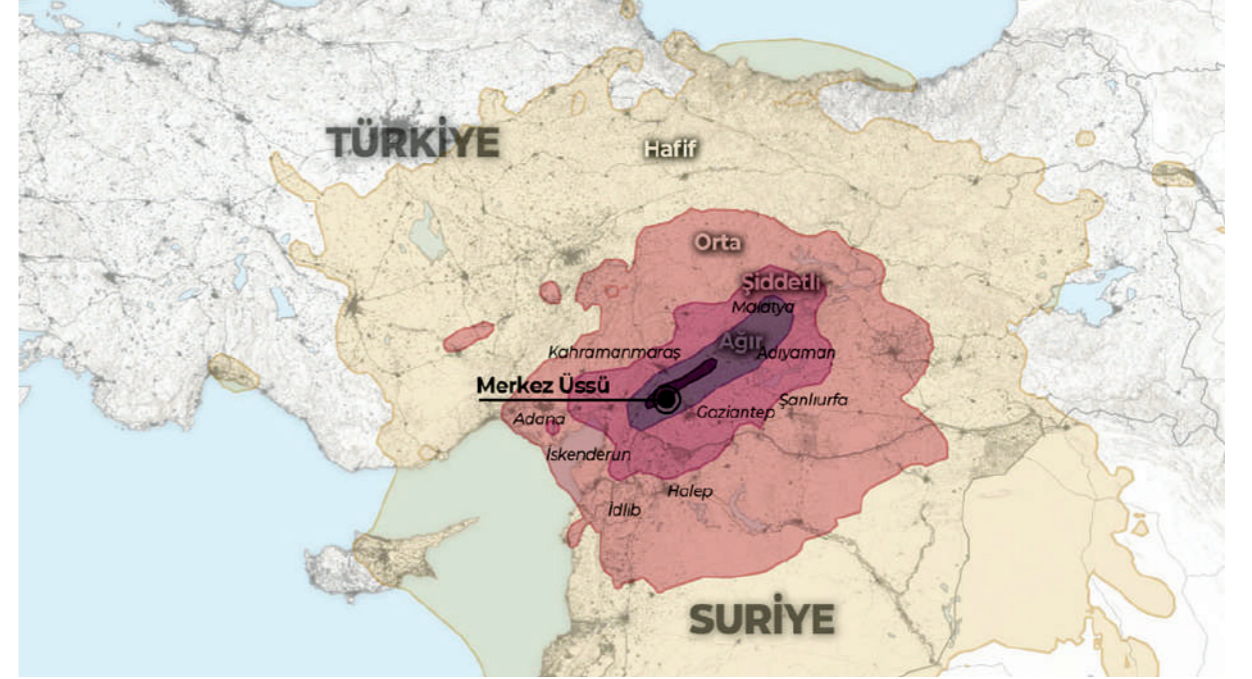 TÜRKİYE
Hafif
Orta
Şiddetli
Malatya
Ağır
Kahramanmaraş
Adıyaman
Merkez Üssü
Şanlıurfa
Gaziantep
Adana
İskenderun
Halep
İdlib
SURİYE